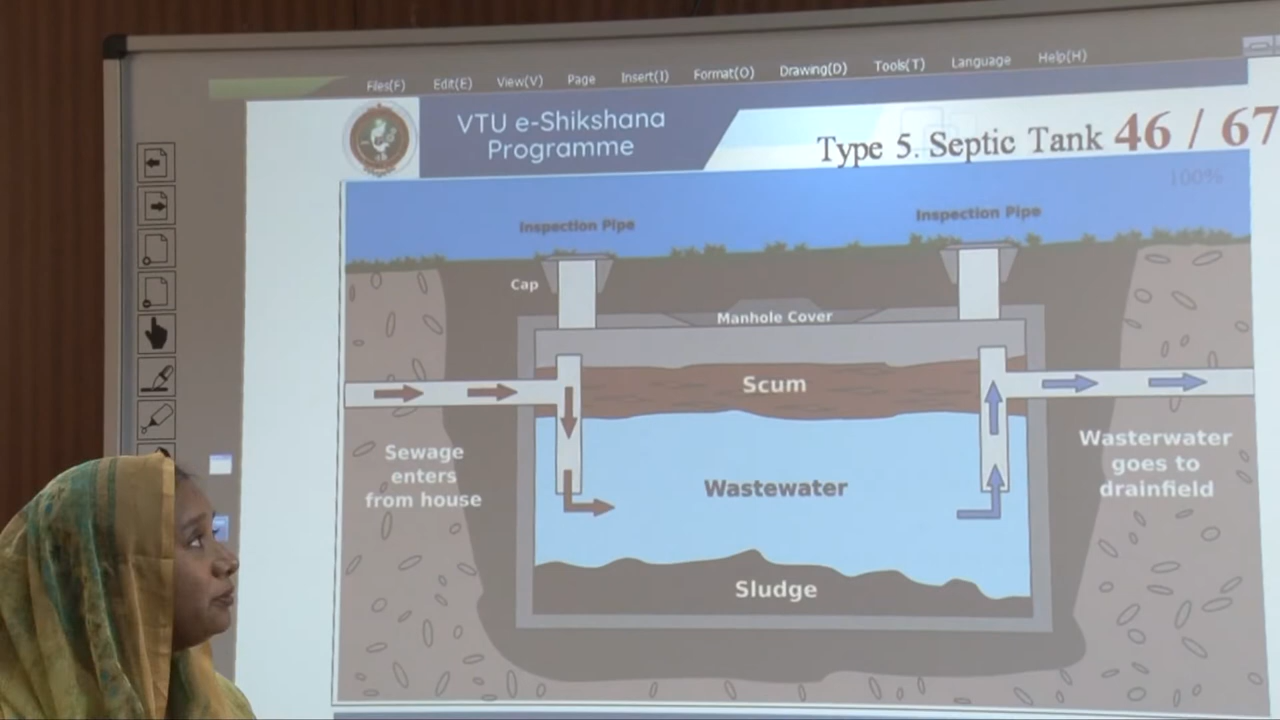 Files(F) Edit(E) View(V) Page Insert(I) Format(O) Drawing(D) Tools(T) Language Help(H)
VTU e-Shikshana
Programme
Type 5. Septic Tank 46 / 67
100%
Inspection Pipe
Inspection Pipe
Cap
Manhole Cover
Scum
Sewage
enters
from house
Wastewater
Wasterwater
goes to
drainfield
Sludge